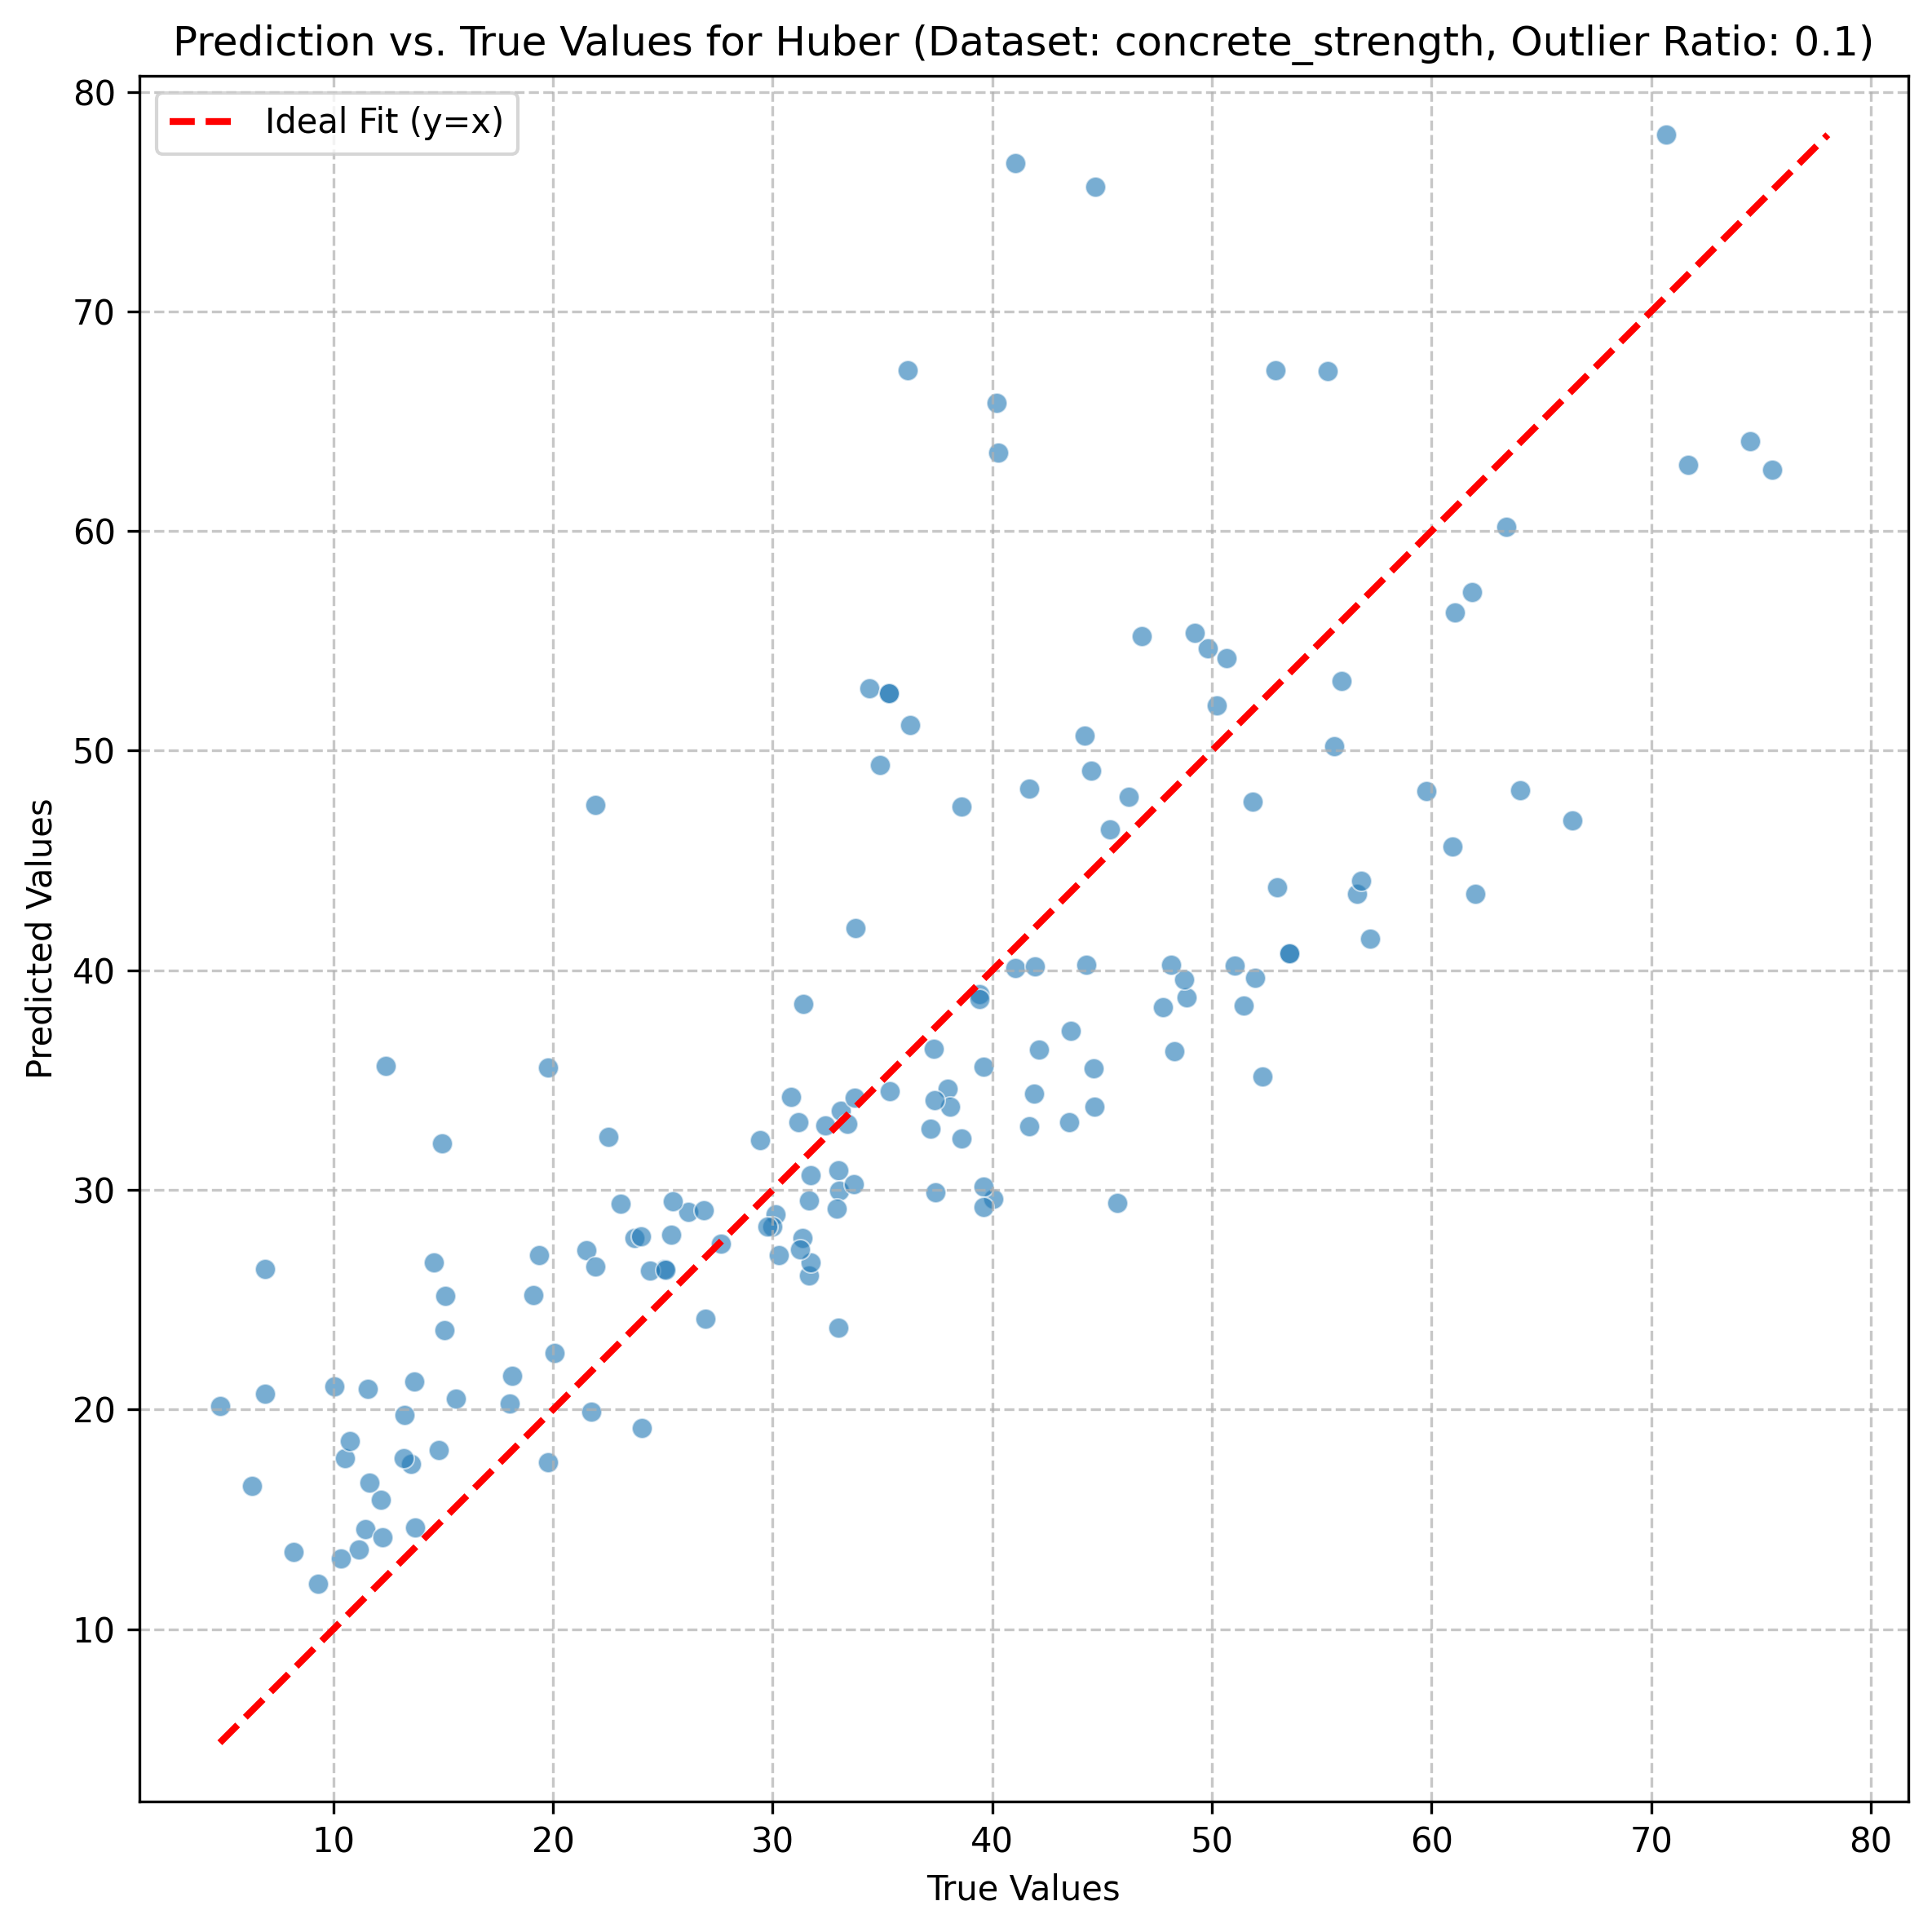 Prediction vs. True Values for Huber (Dataset: concrete_strength, Outlier Ratio: 0.1)
Ideal Fit (y=x)
80
70
60
50
40
30
20
10
Predicted Values
10 20 30 40 50 60 70 80
True Values